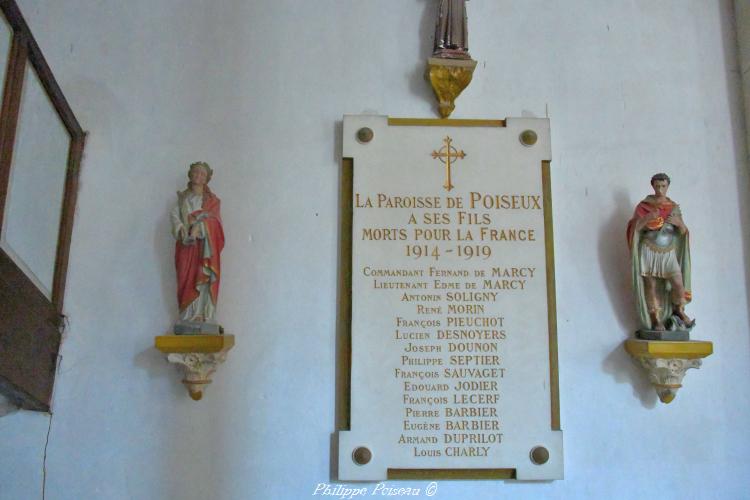 LA PAROISSE DE POISEUX
A SES FILS
MORTS POUR LA FRANCE
1914-1919
COMMANDANT FERNAND DE MARCY
LIEUTENANT EDME DE MARCY
ANTONIN SOLIGNY
RENÉ MORIN
FRANÇOIS PIEUCHOT
LUCIEN DESNOYERS
JOSEPH DOUNON
PHILIPPE SEPTIER
FRANÇOIS SAUVAGET
EDOUARD JODIER
FRANÇOIS LECERF
PIERRE BARBIER
EUGÈNE BARBIER
ARMAND DUPRILOT
LOUIS CHARLY
Philippe Poiseau ©